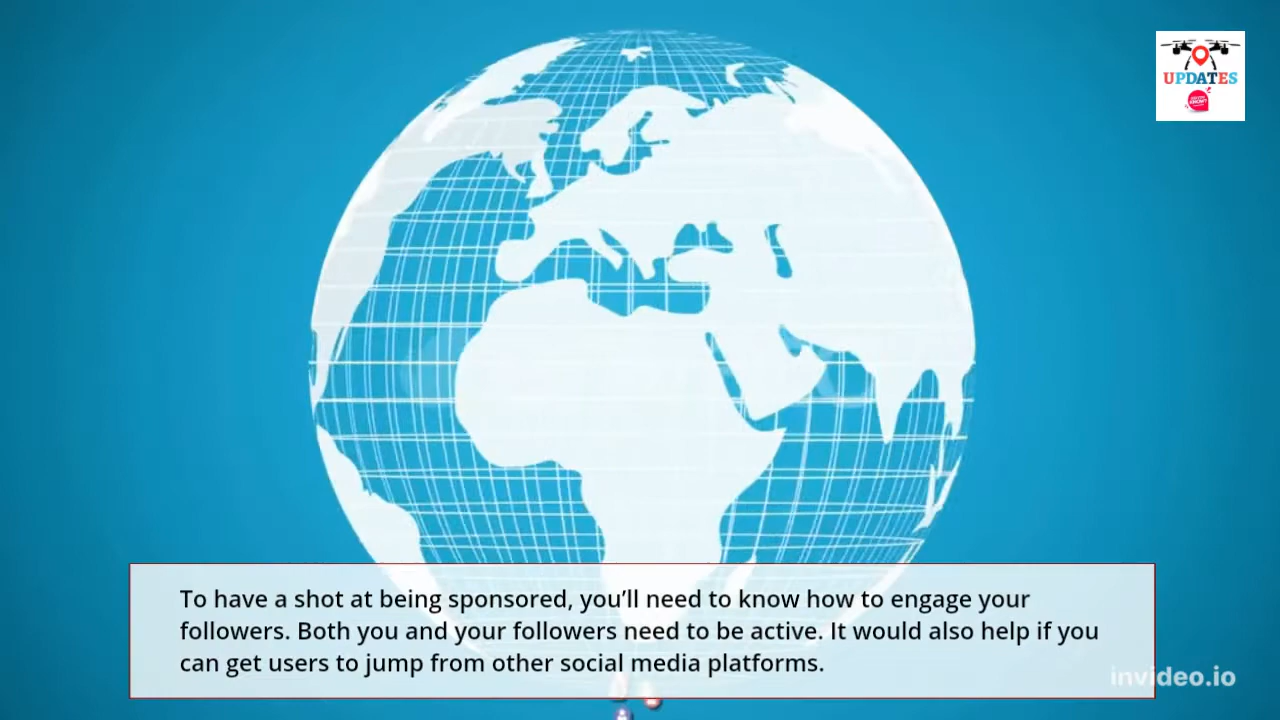 UPDATES
KNOW?
To have a shot at being sponsored, you’ll need to know how to engage your
followers. Both you and your followers need to be active. It would also help if you
can get users to jump from other social media platforms.
invideo.io